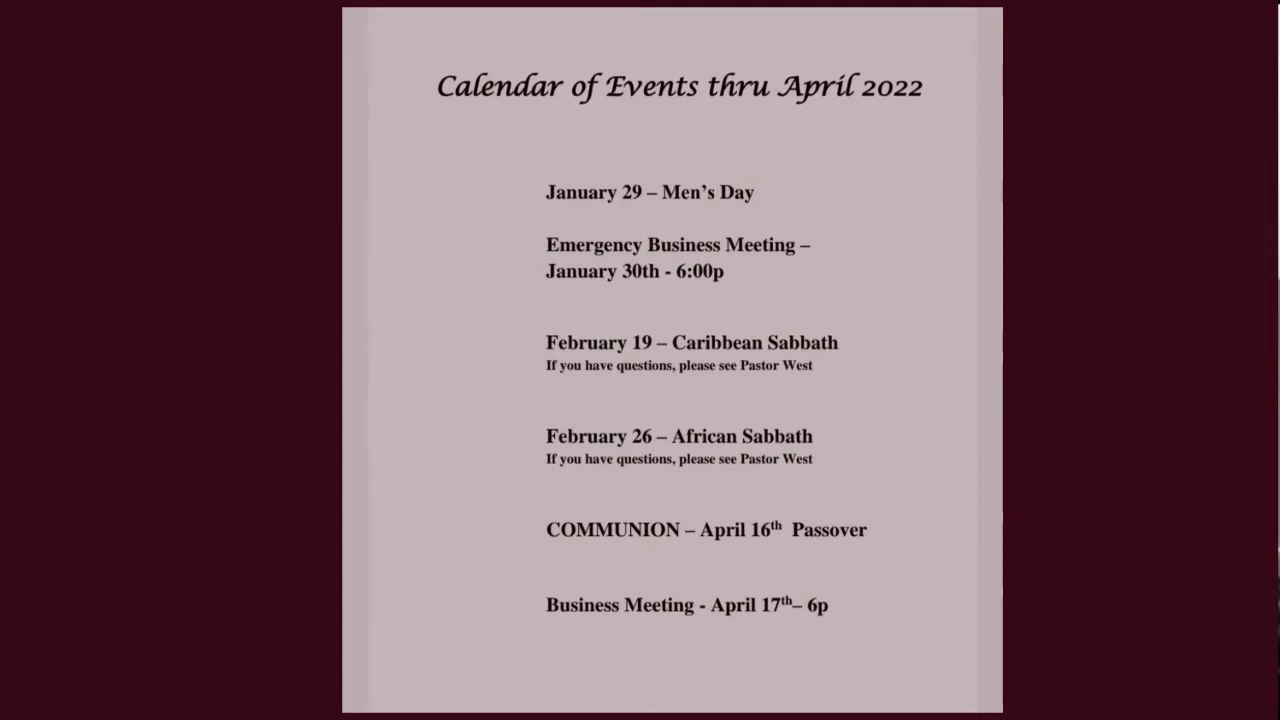 Calendar of Events thru April 2022
January 29 – Men's Day
Emergency Business Meeting –
January 30th - 6:00p
February 19 – Caribbean Sabbath
If you have questions, please see Pastor West
February 26 – African Sabbath
If you have questions, please see Pastor West
COMMUNION – April 16th Passover
Business Meeting - April 17th– 6p